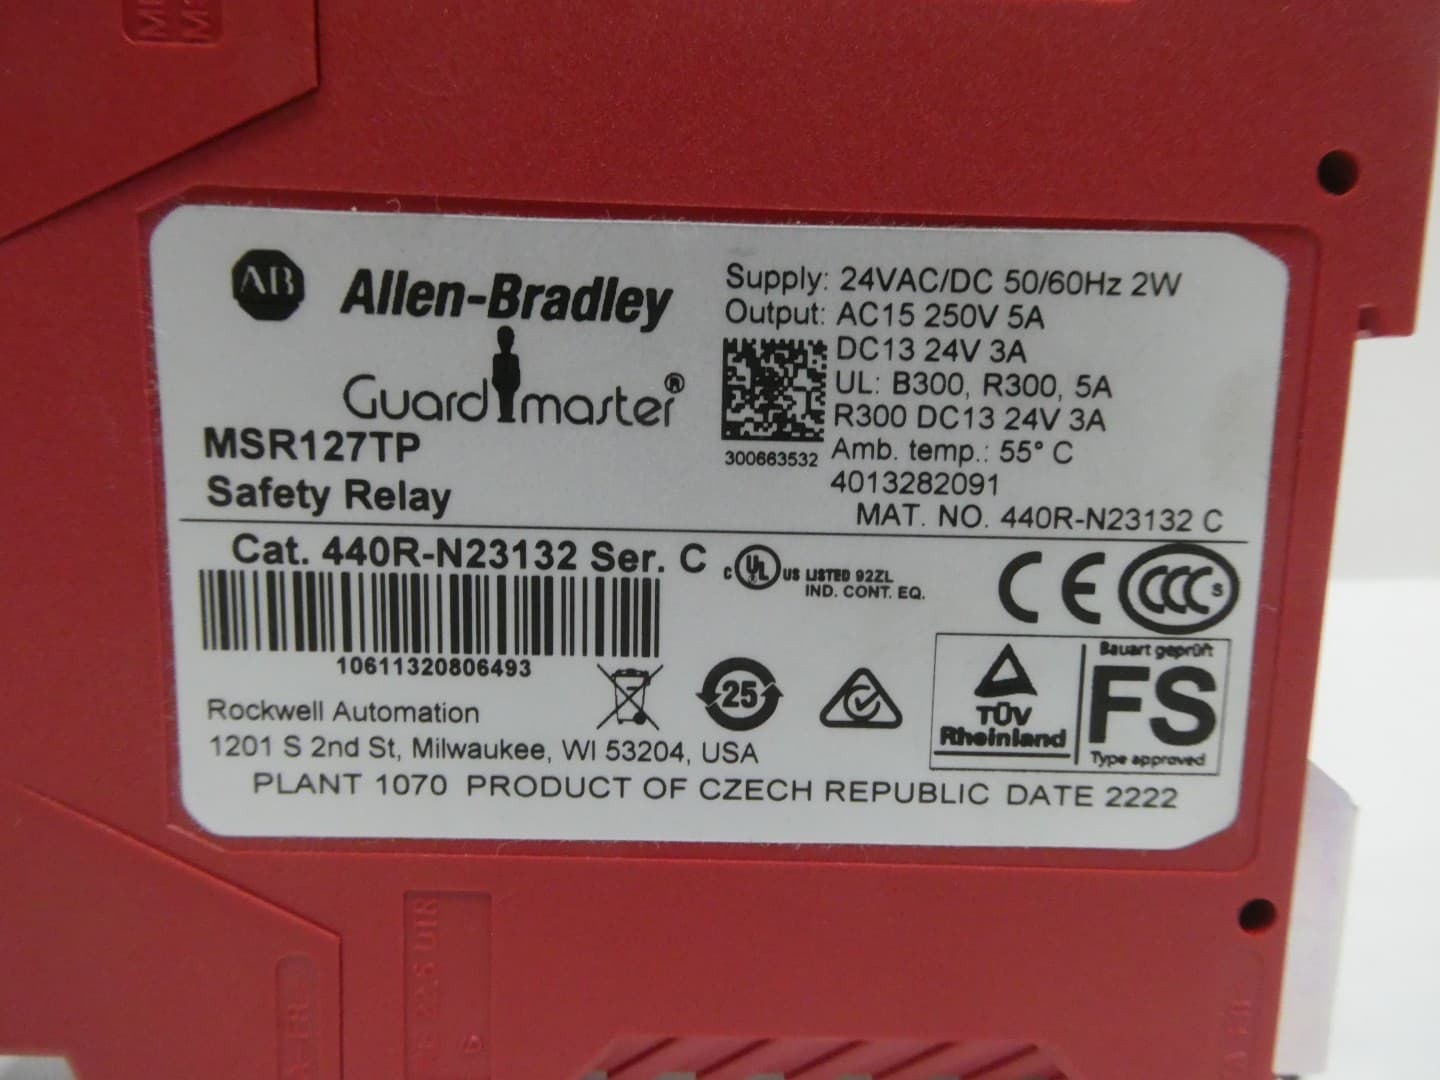 AB Allen-Bradley
Guardmaster®
MSR127TP
Safety Relay
Supply: 24VAC/DC 50/60Hz 2W
Output: AC15 250V 5A
DC13 24V 3A
UL: B300, R300, 5A
R300 DC13 24V 3A
300663532
Amb. temp.: 55° C
4013282091
MAT. NO. 440R-N23132 C
Cat. 440R-N23132 Ser. C
C UL US LISTED 92ZL
IND. CONT. EQ.
CE CCC S
10611320806493
25
TÜV
Rheinland
Bauart geprüft
FS
Type approved
Rockwell Automation
1201 S 2nd St, Milwaukee, WI 53204, USA
PLANT 1070 PRODUCT OF CZECH REPUBLIC DATE 2222